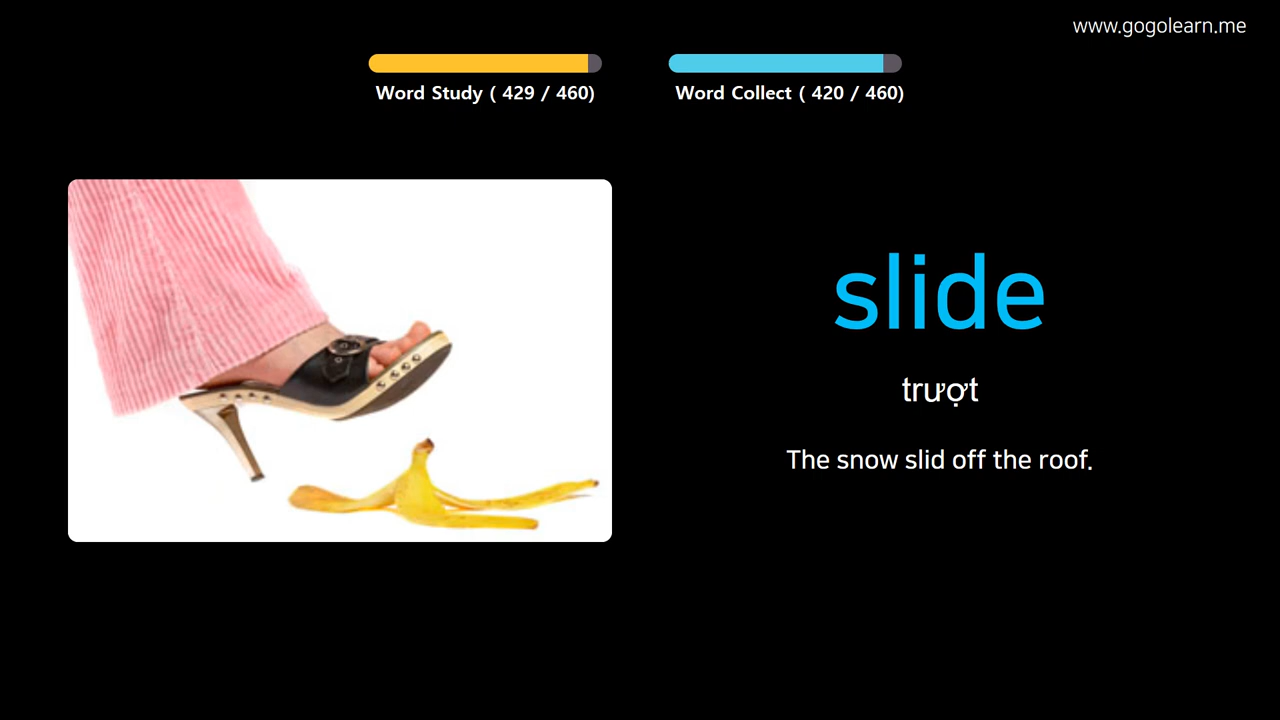 www.gogolearn.me
Word Study ( 429 / 460)
Word Collect ( 420 / 460)
slide
trượt
The snow slid off the roof.